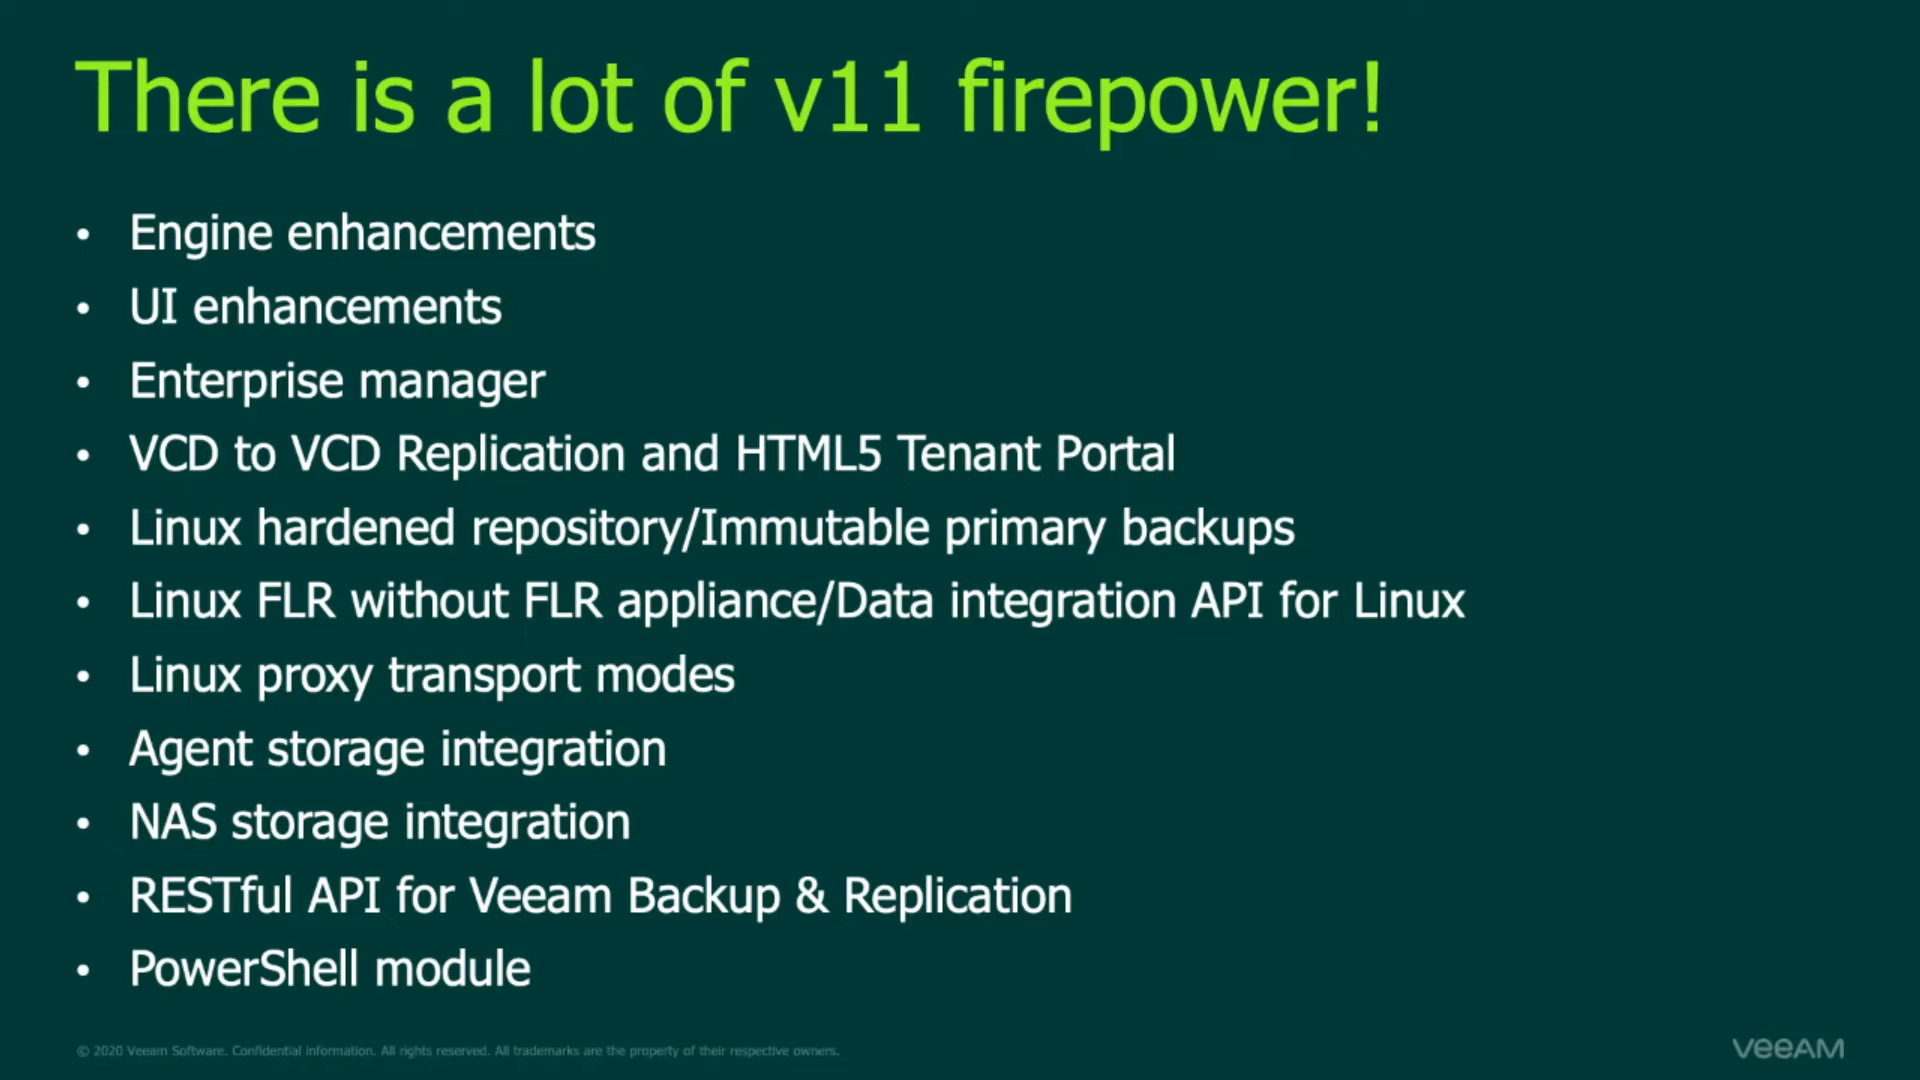 There is a lot of v11 firepower!
• Engine enhancements
• UI enhancements
• Enterprise manager
• VCD to VCD Replication and HTML5 Tenant Portal
• Linux hardened repository/Immutable primary backups
• Linux FLR without FLR appliance/Data integration API for Linux
• Linux proxy transport modes
• Agent storage integration
• NAS storage integration
• RESTful API for Veeam Backup & Replication
• PowerShell module
© 2020 Veeam Software. Confidential information. All rights reserved. All trademarks are the property of their respective owners.
VEEAM